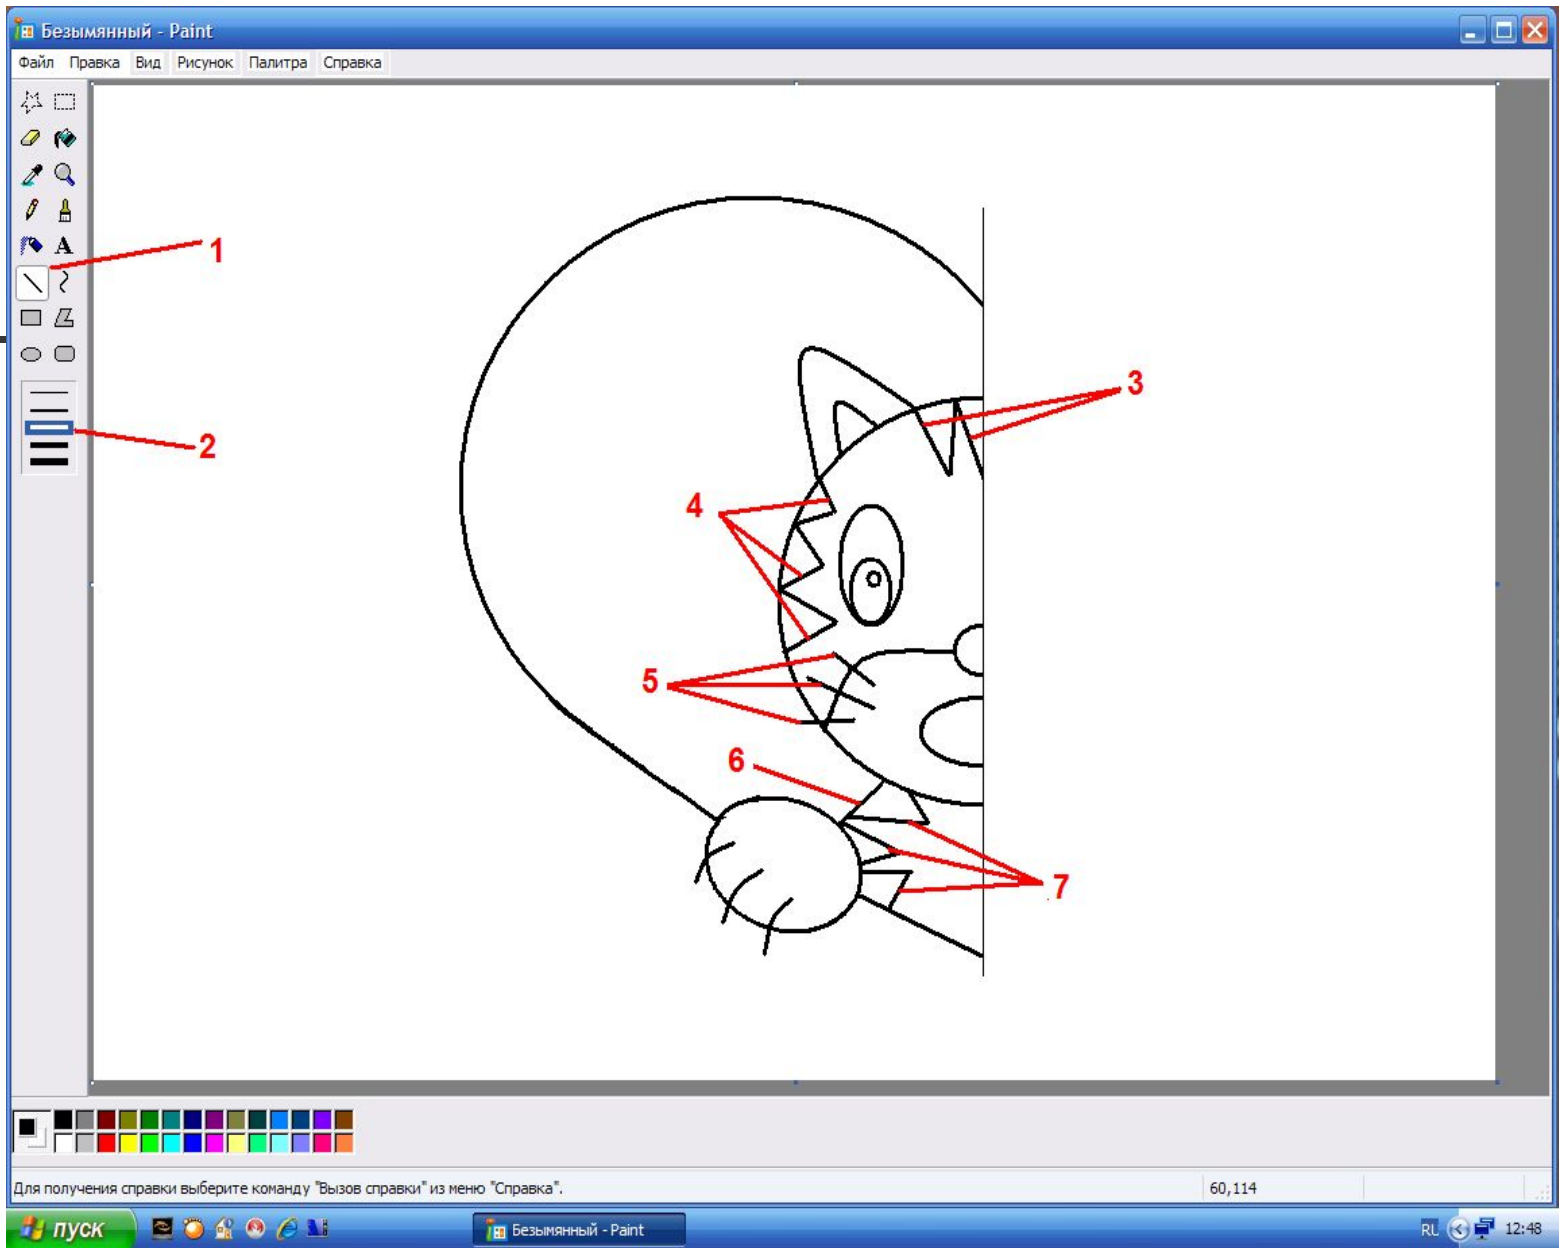 Безымянный - Paint
Файл Правка Вид Рисунок Палитра Справка
A
1
2
3
4
5
6
7
Для получения справки выберите команду "Вызов справки" из меню "Справка".
60,114
пуск
Безымянный - Paint
RU
12:48